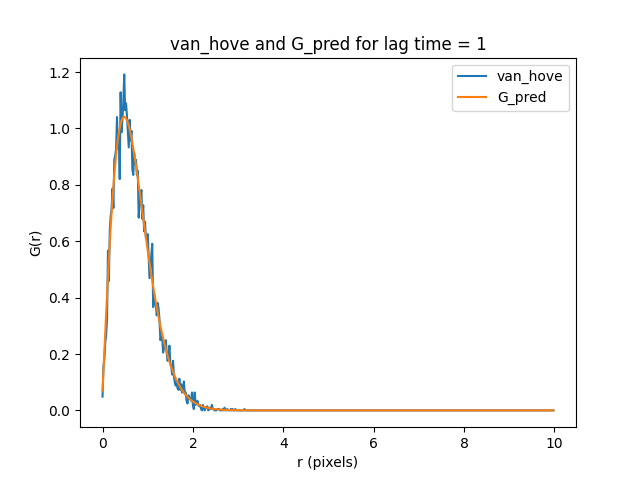 van_hove and G_pred for lag time = 1
van_hove
G_pred
G(r)
1.2
1.0
0.8
0.6
0.4
0.2
0.0
0 2 4 6 8 10
r (pixels)